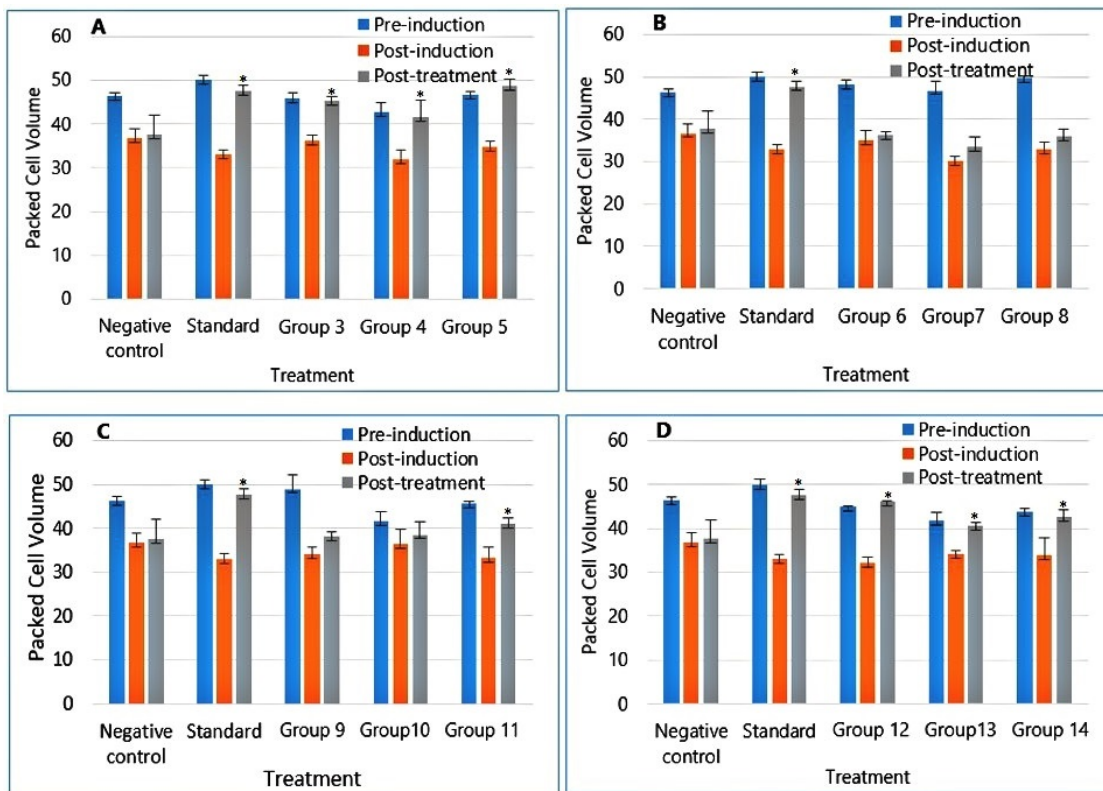 A
Pre-induction
Post-induction
Post-treatment
Packed Cell Volume
60
50
40
30
20
10
0
* * * *
Negative control Standard Group 3 Group 4 Group 5
Treatment
B
Pre-induction
Post-induction
Post-treatment
Packed Cell Volume
60
50
40
30
20
10
0
*
Negative control Standard Group 6 Group7 Group 8
Treatment
C
Pre-induction
Post-induction
Post-treatment
Packed Cell Volume
60
50
40
30
20
10
0
* *
Negative control Standard Group 9 Group10 Group 11
Treatment
D
Pre-induction
Post-induction
Post-treatment
Packed Cell Volume
60
50
40
30
20
10
0
* * * *
Negative control Standard Group 12 Group13 Group 14
Treatment